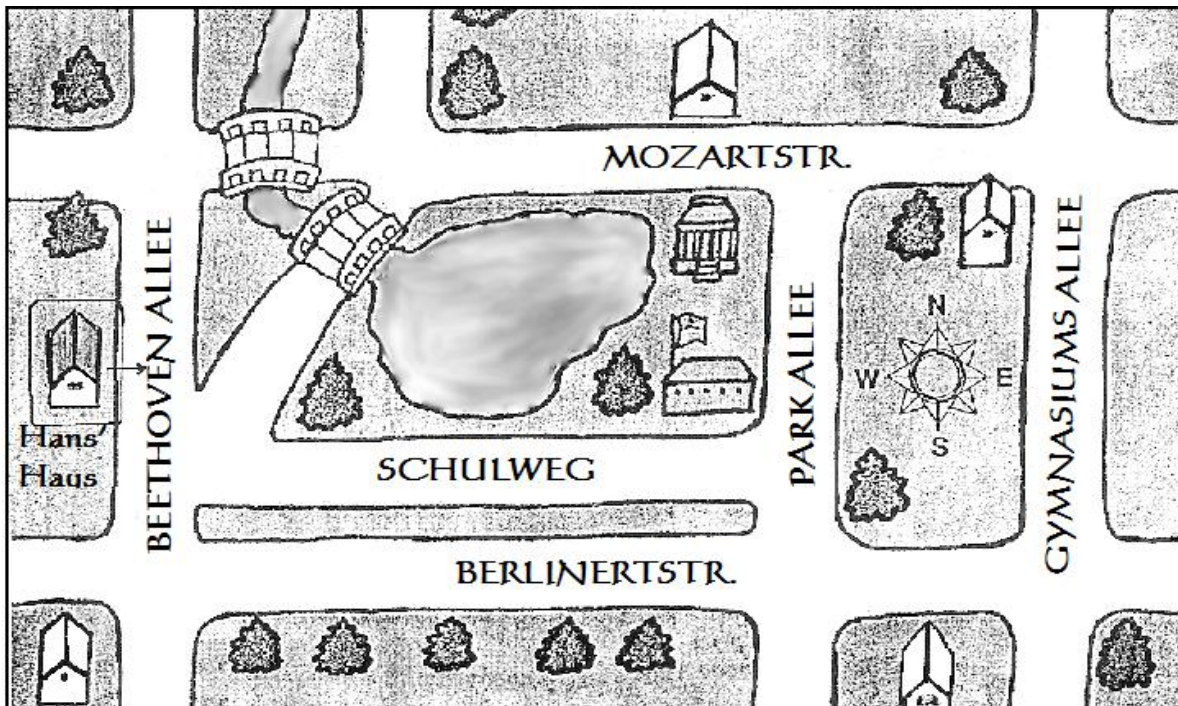 MOZARTSTR.
BEETHOVEN ALLEE
PARK ALLEE
GYMNASIUMS ALLEE
N
W
E
S
Hans'
Haus
SCHULWEG
BERLINERTSTR.